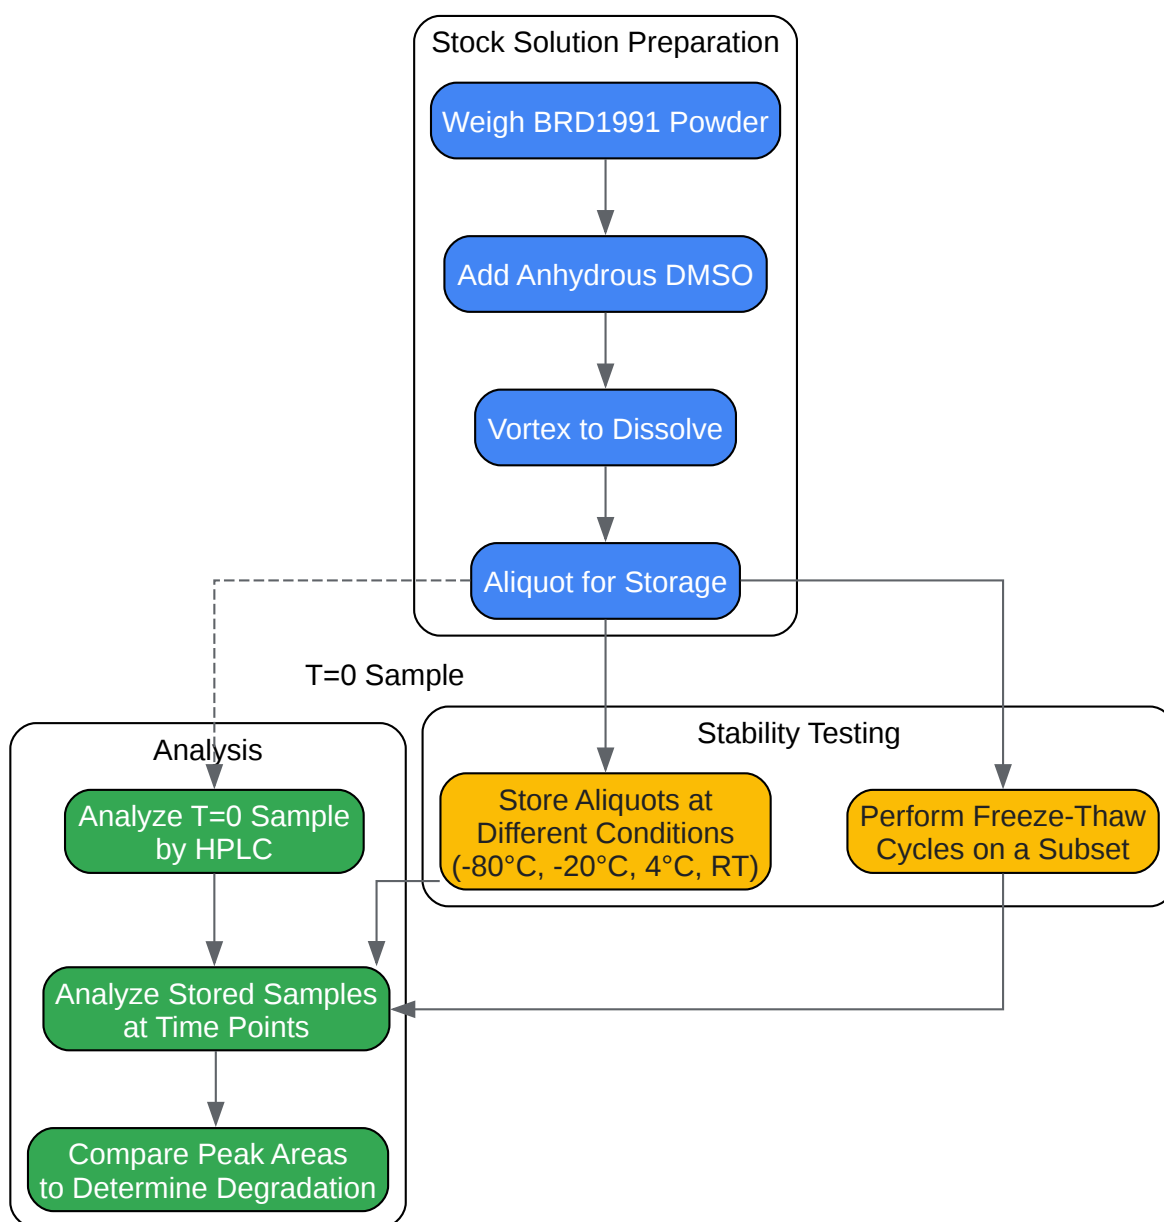 Stock Solution Preparation
Weigh BRD1991 Powder
Add Anhydrous DMSO
Vortex to Dissolve
Aliquot for Storage
T=0 Sample
Analysis
Stability Testing
Analyze T=0 Sample
by HPLC
Store Aliquots at
Different Conditions
(-80°C, -20°C, 4°C, RT)
Perform Freeze-Thaw
Cycles on a Subset
Analyze Stored Samples
at Time Points
Compare Peak Areas
to Determine Degradation